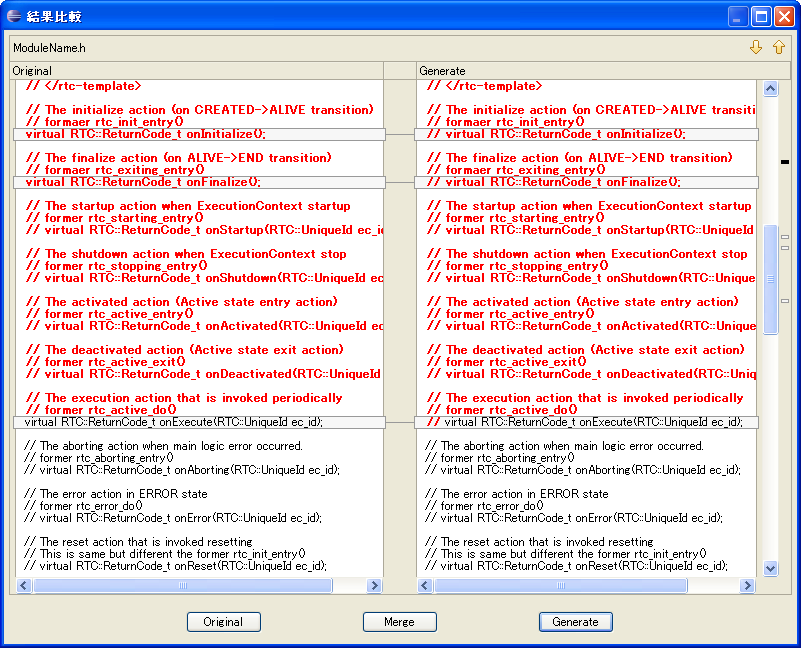 結果比較
ModuleName.h
Original
// </rtc-template>
// The initialize action (on CREATED->ALIVE transition)
// formaer rtc_init_entry()
virtual RTC::ReturnCode_t onInitialize();
// The finalize action (on ALIVE->END transition)
// formaer rtc_exiting_entry()
virtual RTC::ReturnCode_t onFinalize();
// The startup action when ExecutionContext startup
// former rtc_starting_entry()
// virtual RTC::ReturnCode_t onStartup(RTC::UniqueId ec_id
// The shutdown action when ExecutionContext stop
// former rtc_stopping_entry()
// virtual RTC::ReturnCode_t onShutdown(RTC::UniqueId
// The activated action (Active state entry action)
// former rtc_active_entry()
// virtual RTC::ReturnCode_t onActivated(RTC::UniqueId ec
// The deactivated action (Active state exit action)
// former rtc_active_exit()
// virtual RTC::ReturnCode_t onDeactivated(RTC::UniqueId
// The execution action that is invoked periodically
// former rtc_active_do()
virtual RTC::ReturnCode_t onExecute(RTC::UniqueId ec_id);
// The aborting action when main logic error occurred.
// former rtc_aborting_entry()
// virtual RTC::ReturnCode_t onAborting(RTC::UniqueId ec_id);
// The error action in ERROR state
// former rtc_error_do()
// virtual RTC::ReturnCode_t onError(RTC::UniqueId ec_id);
// The reset action that is invoked resetting
// This is same but different the former rtc_init_entry()
// virtual RTC::ReturnCode_t onReset(RTC::UniqueId ec_id);
Generate
// </rtc-template>
// The initialize action (on CREATED->ALIVE transiti
// formaer rtc_init_entry()
// virtual RTC::ReturnCode_t onInitialize();
// The finalize action (on ALIVE->END transition)
// formaer rtc_exiting_entry()
// virtual RTC::ReturnCode_t onFinalize();
// The startup action when ExecutionContext startup
// former rtc_starting_entry()
// virtual RTC::ReturnCode_t onStartup(RTC::UniqueId
// The shutdown action when ExecutionContext stop
// former rtc_stopping_entry()
// virtual RTC::ReturnCode_t onShutdown(RTC::Unique
// The activated action (Active state entry action)
// former rtc_active_entry()
// virtual RTC::ReturnCode_t onActivated(RTC::Unique
// The deactivated action (Active state exit action)
// former rtc_active_exit()
// virtual RTC::ReturnCode_t onDeactivated(RTC::Uniq
// The execution action that is invoked periodically
// former rtc_active_do()
// virtual RTC::ReturnCode_t onExecute(RTC::UniqueId ec_id);
// The aborting action when main logic error occurred.
// former rtc_aborting_entry()
// virtual RTC::ReturnCode_t onAborting(RTC::UniqueId ec_id);
// The error action in ERROR state
// former rtc_error_do()
// virtual RTC::ReturnCode_t onError(RTC::UniqueId ec_id);
// The reset action that is invoked resetting
// This is same but different the former rtc_init_entry()
// virtual RTC::ReturnCode_t onReset(RTC::UniqueId ec_id);
Original
Merge
Generate